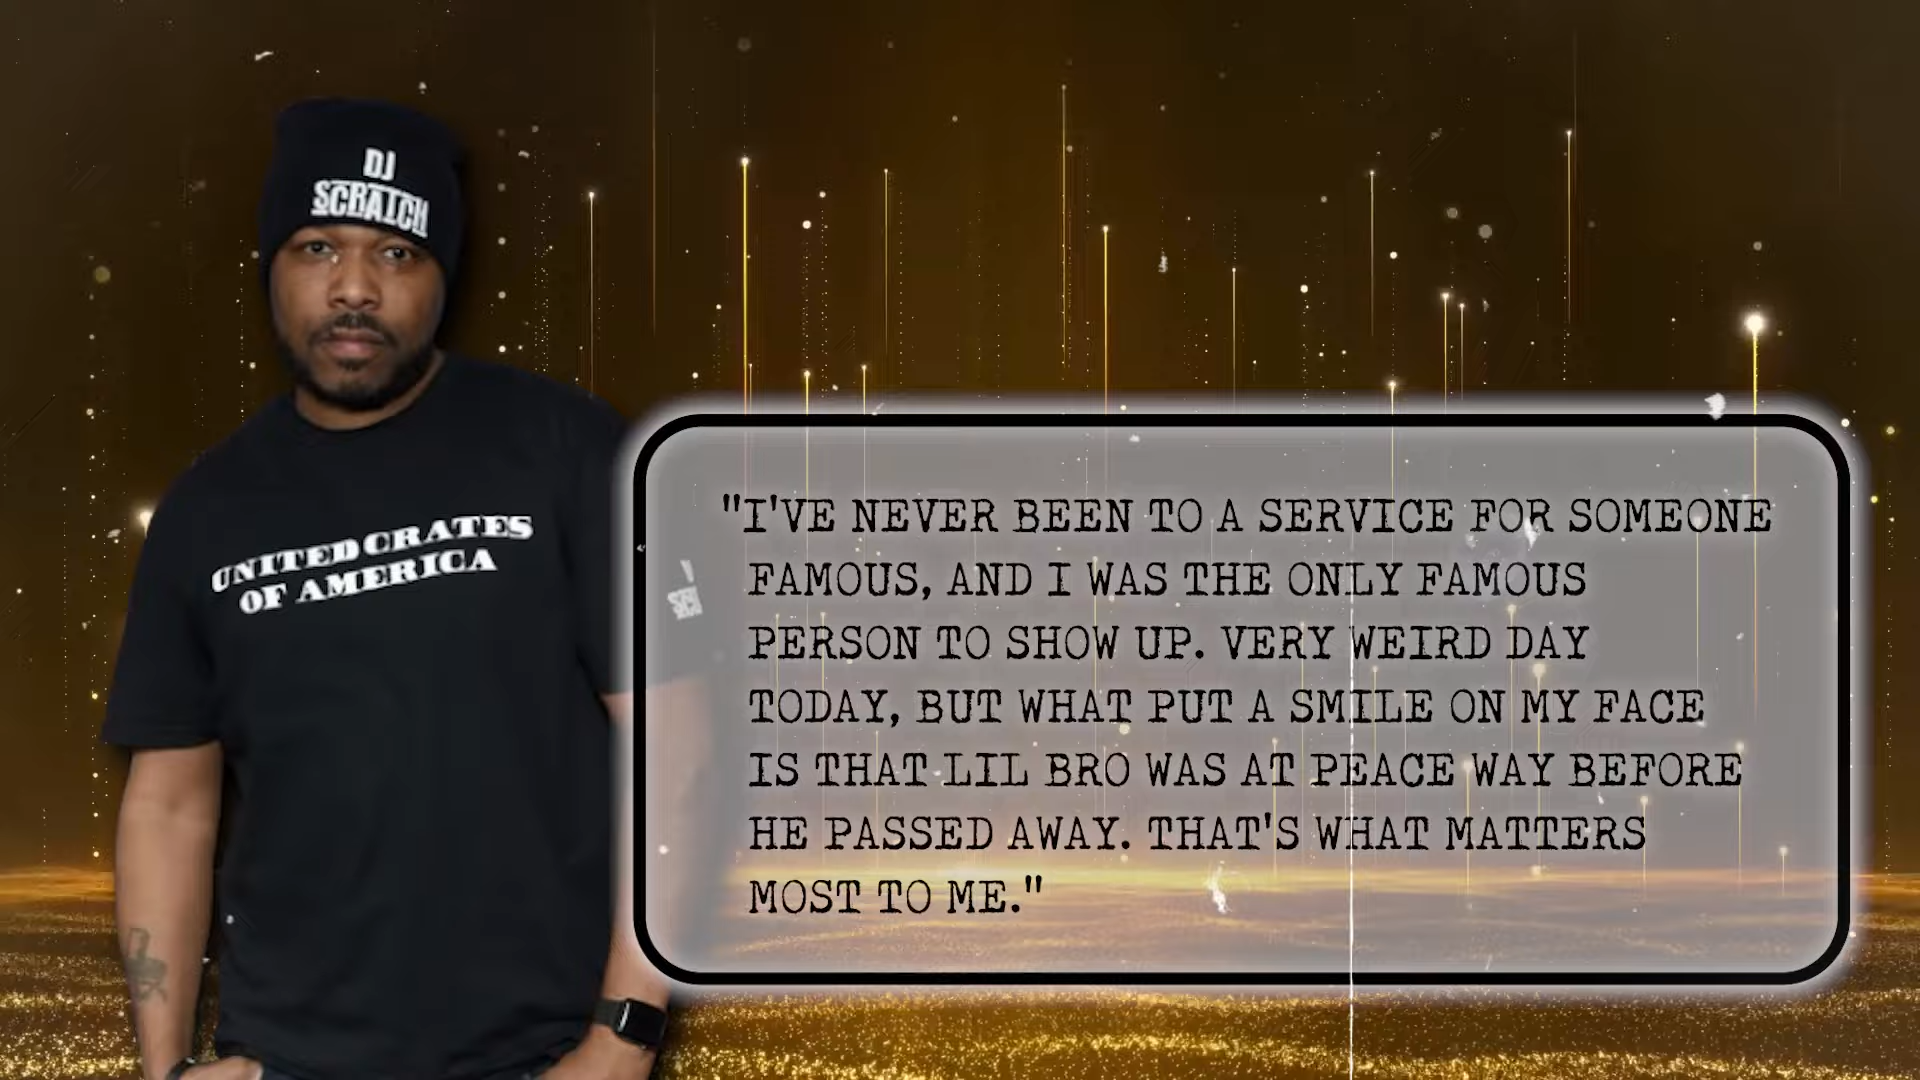 DJ
SCRATCH
UNITED CRATES
OF AMERICA
"I'VE NEVER BEEN TO A SERVICE FOR SOMEONE
FAMOUS, AND I WAS THE ONLY FAMOUS
PERSON TO SHOW UP. VERY WEIRD DAY
TODAY, BUT WHAT PUT A SMILE ON MY FACE
IS THAT LIL BRO WAS AT PEACE WAY BEFORE
HE PASSED AWAY. THAT'S WHAT MATTERS
MOST TO ME."